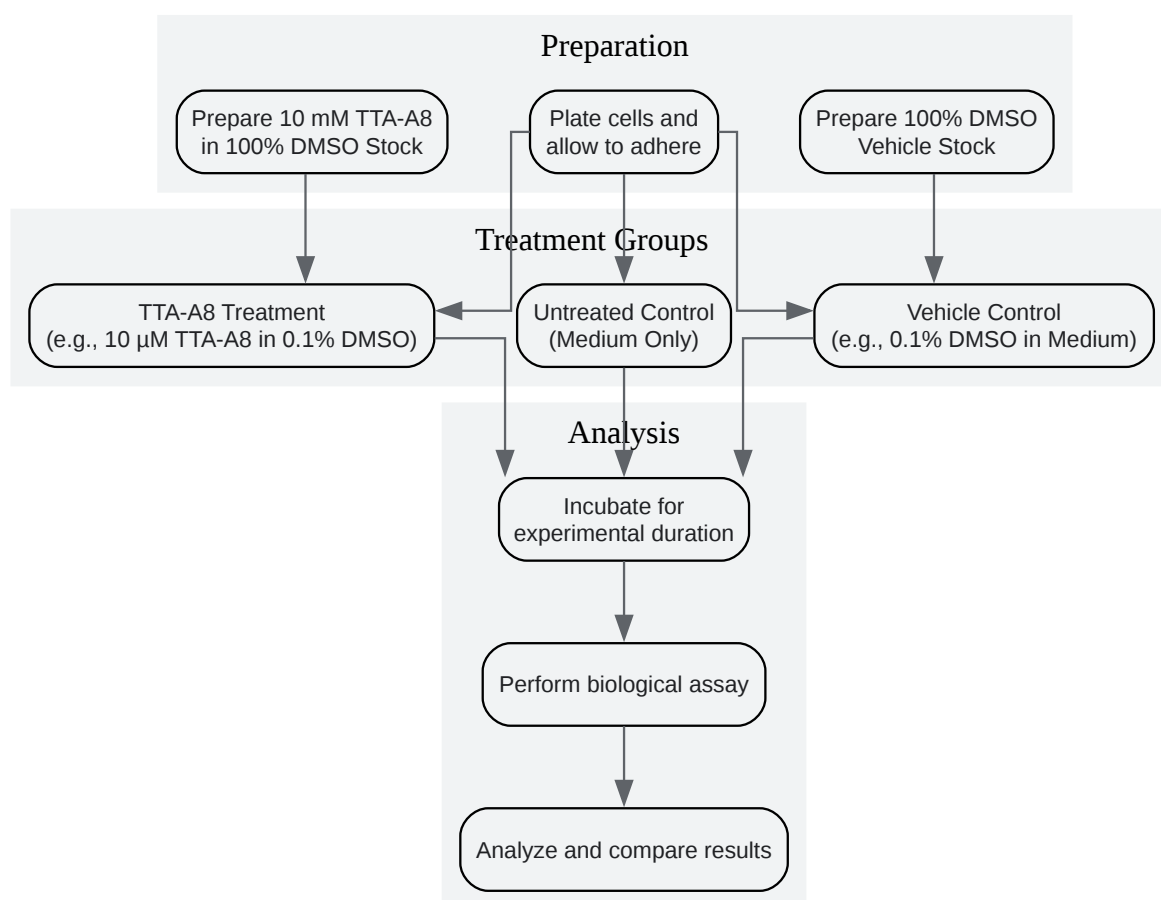 Preparation
Prepare 10 mM TTA-A8
in 100% DMSO Stock
Plate cells and
allow to adhere
Prepare 100% DMSO
Vehicle Stock
Treatment Groups
TTA-A8 Treatment
(e.g., 10 µM TTA-A8 in 0.1% DMSO)
Untreated Control
(Medium Only)
Vehicle Control
(e.g., 0.1% DMSO in Medium)
Analysis
Incubate for
experimental duration
Perform biological assay
Analyze and compare results